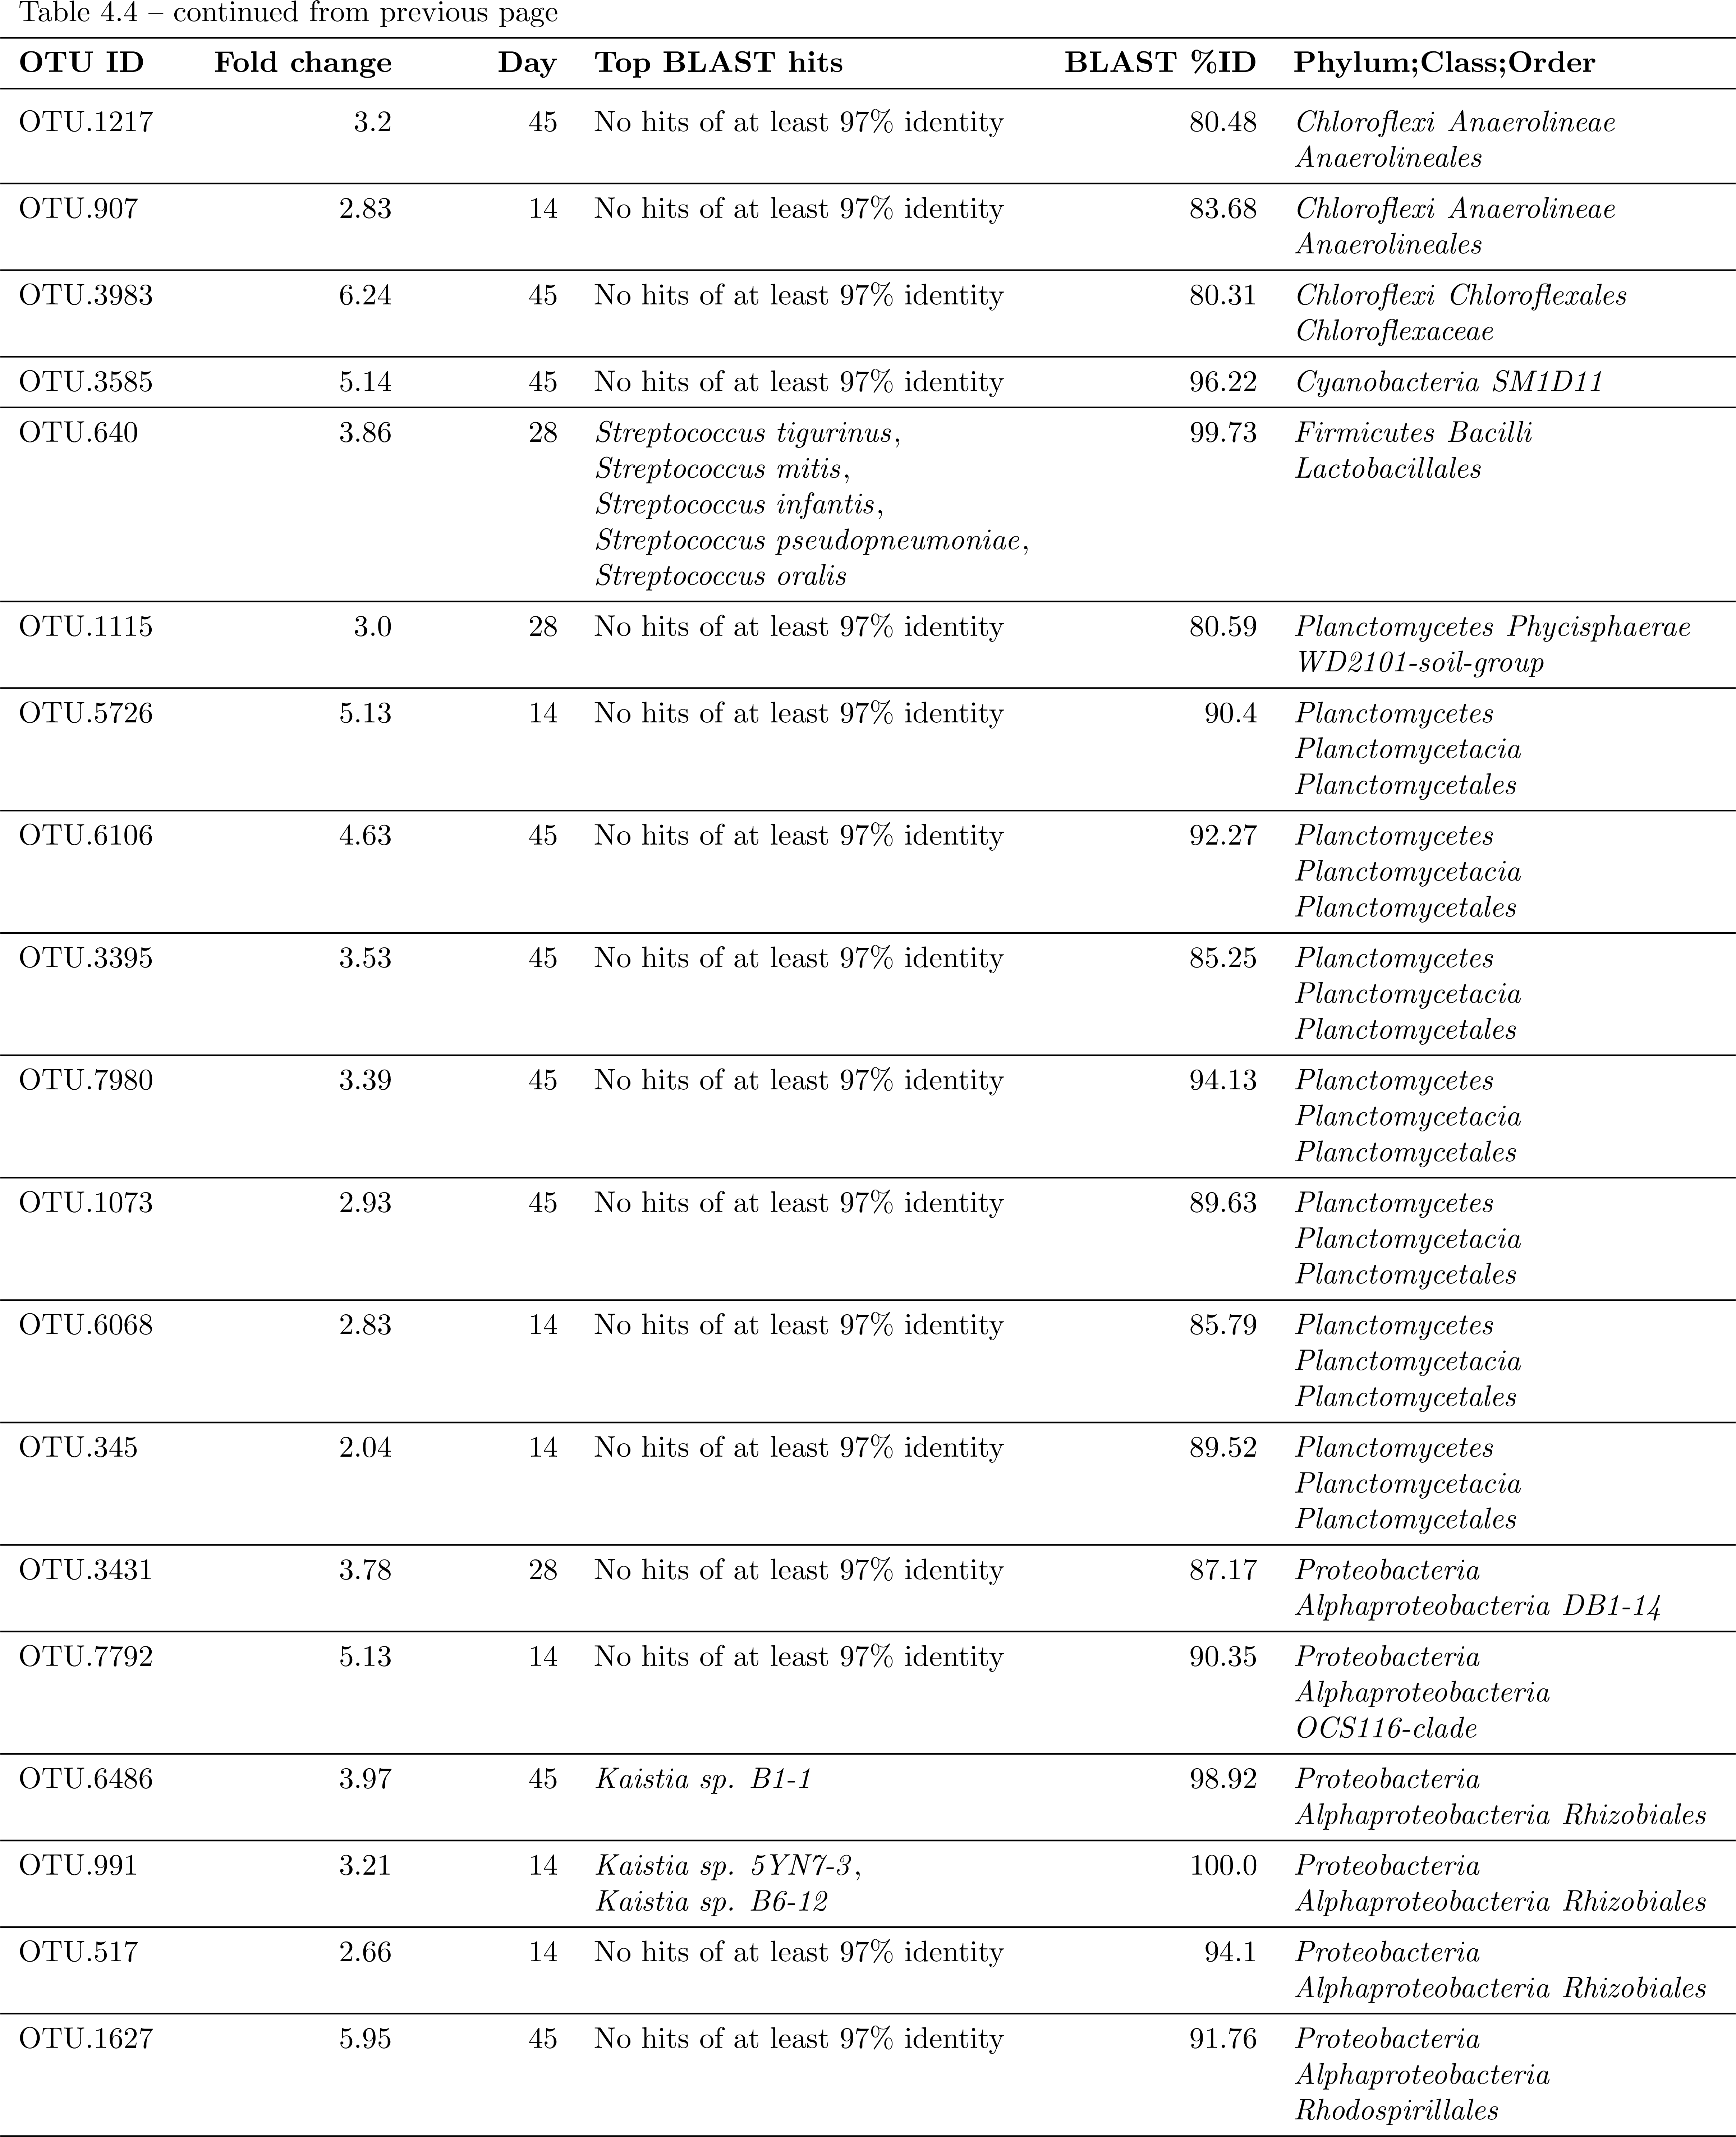 Table 4.4 – continued from previous page
OTU ID Fold change Day Top BLAST hits BLAST %ID Phylum;Class;Order
OTU.1217 3.2 45 No hits of at least 97% identity 80.48 Chloroflexi Anaerolineae
Anaerolineales
OTU.907 2.83 14 No hits of at least 97% identity 83.68 Chloroflexi Anaerolineae
Anaerolineales
OTU.3983 6.24 45 No hits of at least 97% identity 80.31 Chloroflexi Chloroflexales
Chloroflexaceae
OTU.3585 5.14 45 No hits of at least 97% identity 96.22 Cyanobacteria SM1D11
OTU.640 3.86 28 Streptococcus tigurinus, 99.73 Firmicutes Bacilli
Streptococcus mitis, Lactobacillales
Streptococcus infantis,
Streptococcus pseudopneumoniae,
Streptococcus oralis
OTU.1115 3.0 28 No hits of at least 97% identity 80.59 Planctomycetes Phycisphaerae
WD2101-soil-group
OTU.5726 5.13 14 No hits of at least 97% identity 90.4 Planctomycetes
Planctomycetacia
Planctomycetales
OTU.6106 4.63 45 No hits of at least 97% identity 92.27 Planctomycetes
Planctomycetacia
Planctomycetales
OTU.3395 3.53 45 No hits of at least 97% identity 85.25 Planctomycetes
Planctomycetacia
Planctomycetales
OTU.7980 3.39 45 No hits of at least 97% identity 94.13 Planctomycetes
Planctomycetacia
Planctomycetales
OTU.1073 2.93 45 No hits of at least 97% identity 89.63 Planctomycetes
Planctomycetacia
Planctomycetales
OTU.6068 2.83 14 No hits of at least 97% identity 85.79 Planctomycetes
Planctomycetacia
Planctomycetales
OTU.345 2.04 14 No hits of at least 97% identity 89.52 Planctomycetes
Planctomycetacia
Planctomycetales
OTU.3431 3.78 28 No hits of at least 97% identity 87.17 Proteobacteria
Alphaproteobacteria DB1-14
OTU.7792 5.13 14 No hits of at least 97% identity 90.35 Proteobacteria
Alphaproteobacteria
OCS116-clade
OTU.6486 3.97 45 Kaistia sp. B1-1 98.92 Proteobacteria
Alphaproteobacteria Rhizobiales
OTU.991 3.21 14 Kaistia sp. 5YN7-3, 100.0 Proteobacteria
Kaistia sp. B6-12 Alphaproteobacteria Rhizobiales
OTU.517 2.66 14 No hits of at least 97% identity 94.1 Proteobacteria
Alphaproteobacteria Rhizobiales
OTU.1627 5.95 45 No hits of at least 97% identity 91.76 Proteobacteria
Alphaproteobacteria
Rhodospirillales